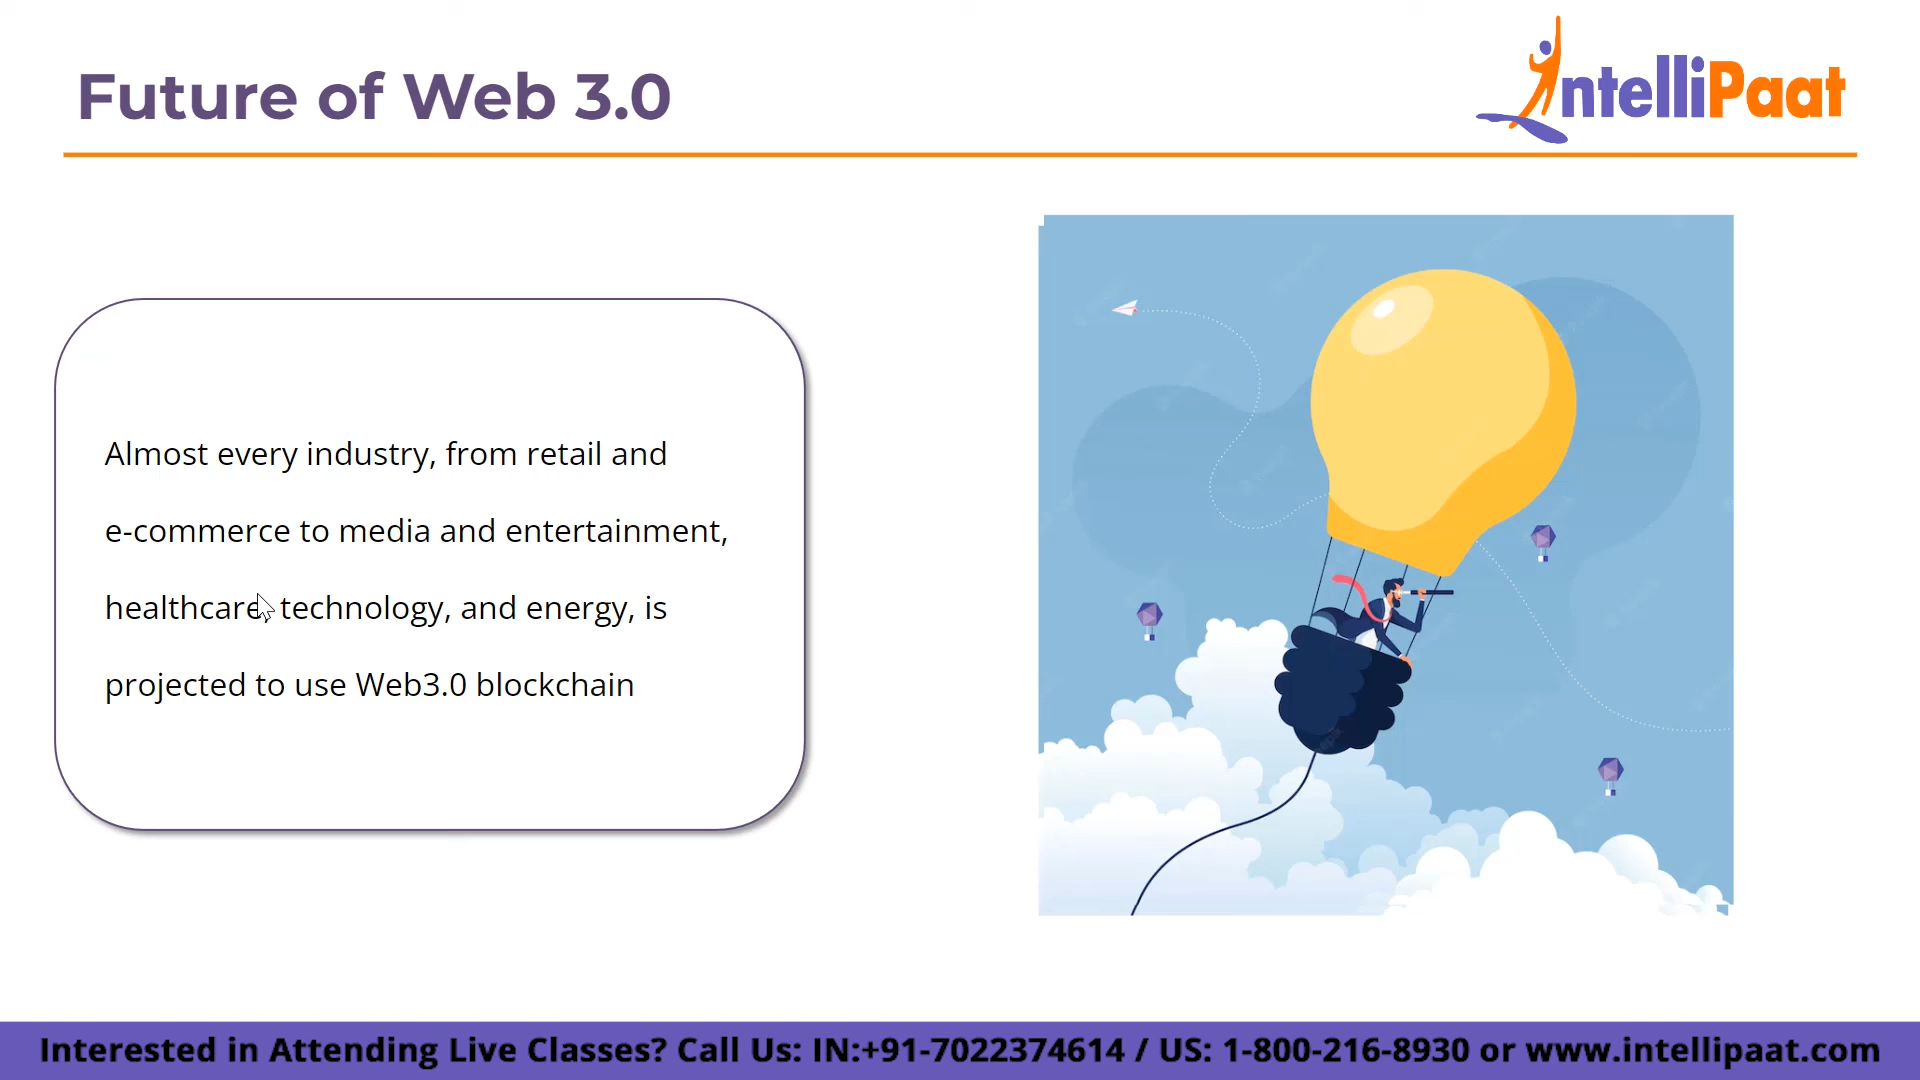 Future of Web 3.0
IntelliPaat
Almost every industry, from retail and
e-commerce to media and entertainment,
healthcare, technology, and energy, is
projected to use Web3.0 blockchain
Interested in Attending Live Classes? Call Us: IN:+91-7022374614 / US: 1-800-216-8930 or www.intellipaat.com